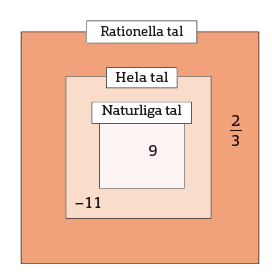 Rationella tal
Hela tal
Naturliga tal
9
2/3
−11